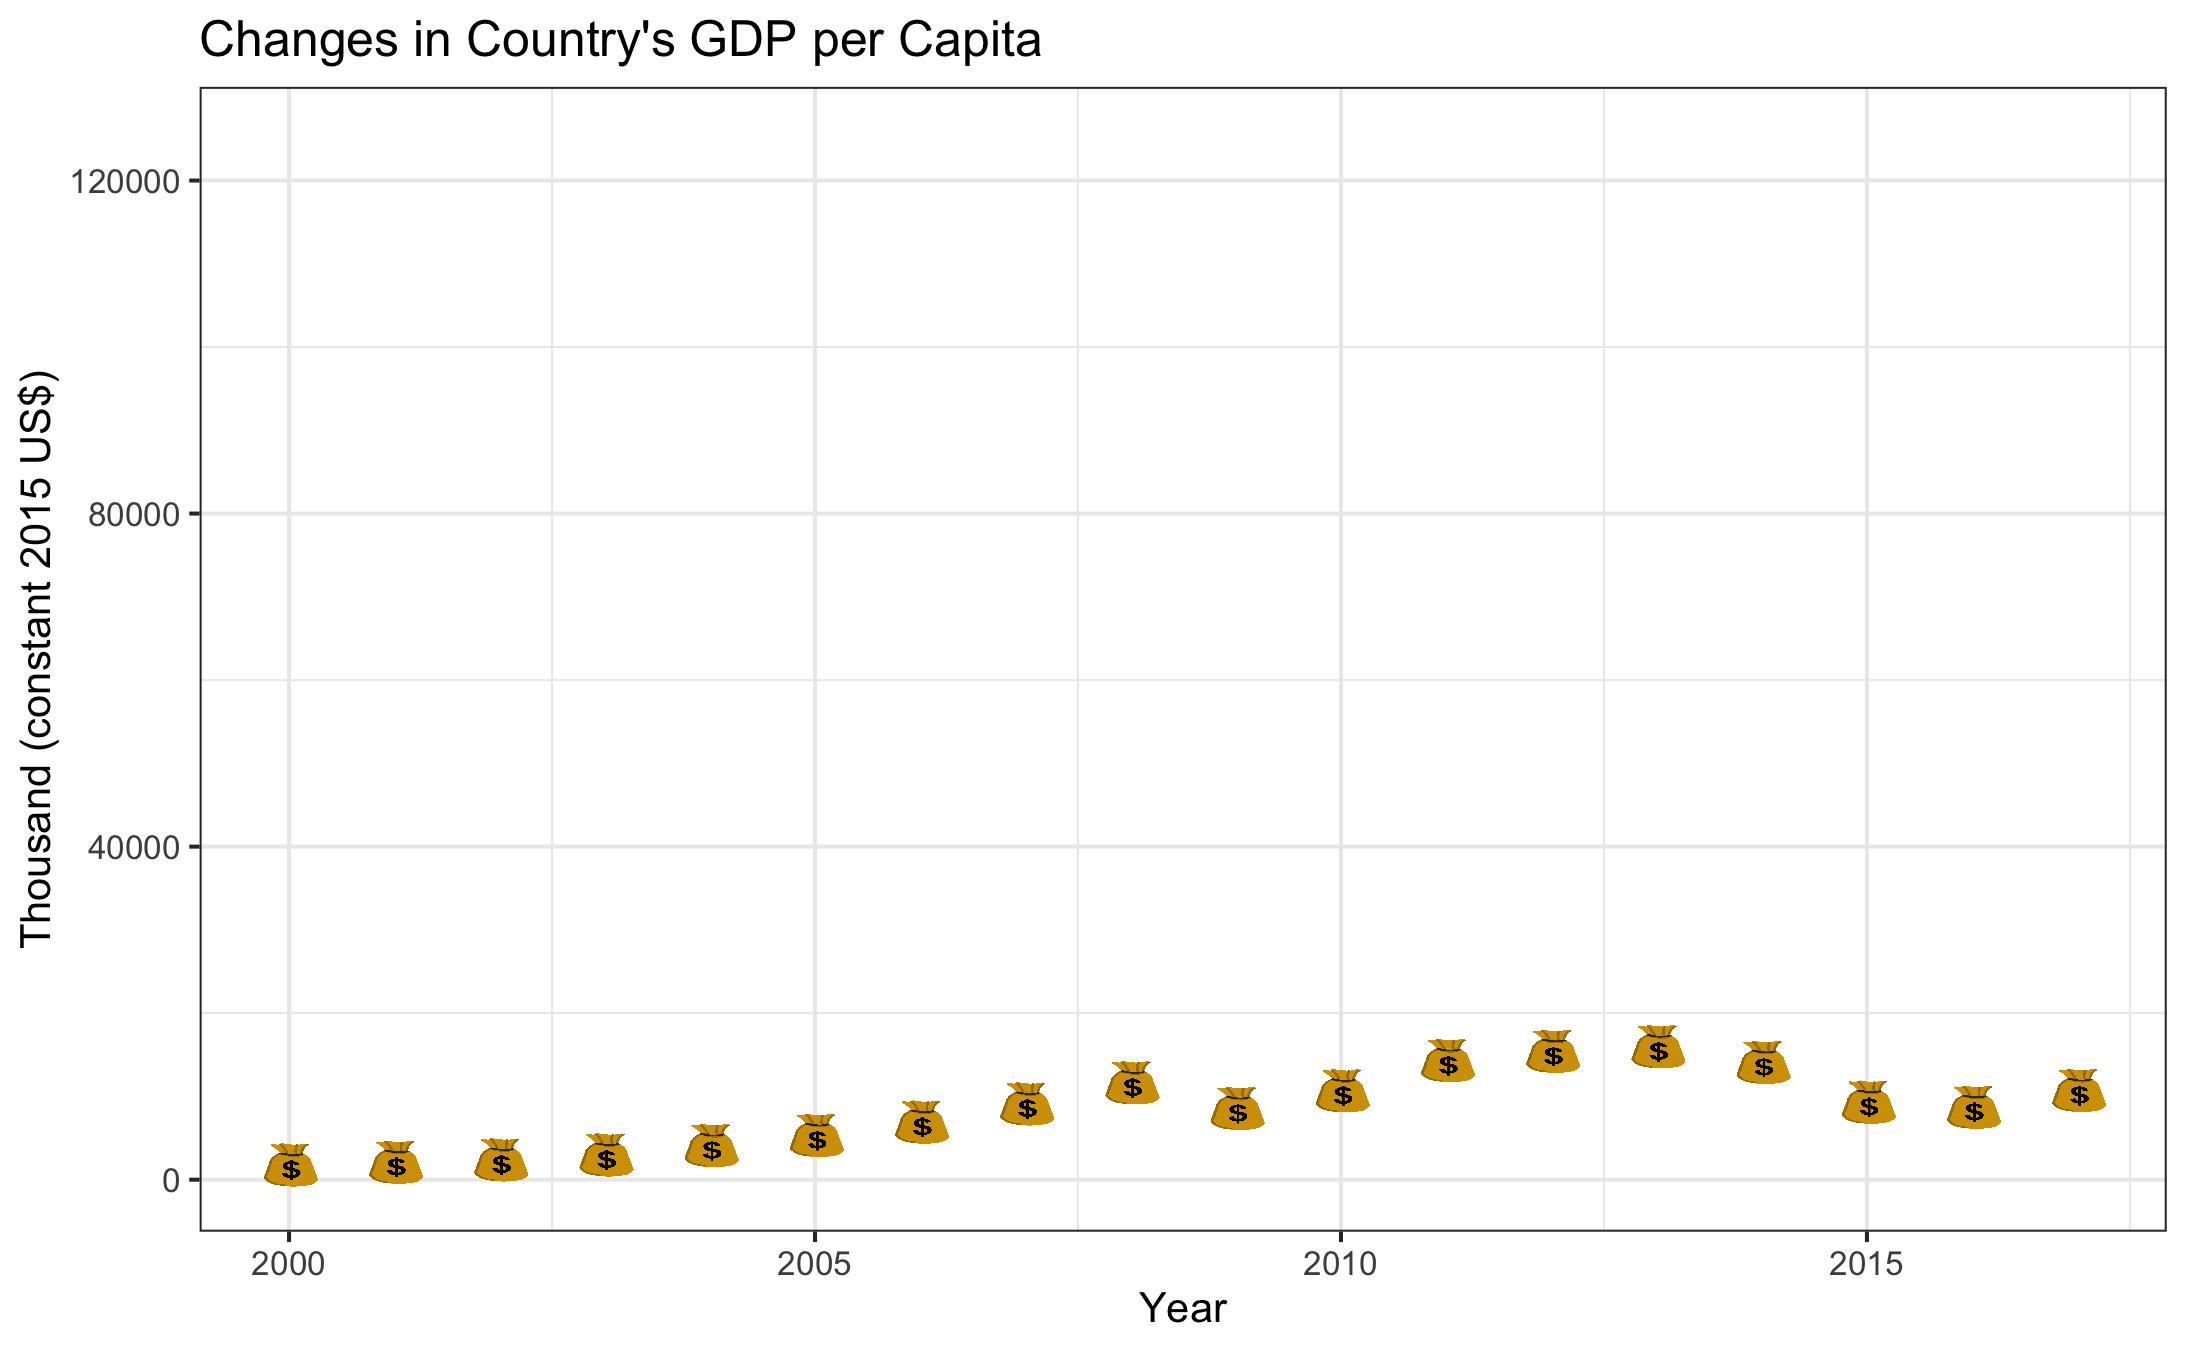 Changes in Country's GDP per Capita
Thousand (constant 2015 US$)
120000
80000
40000
0
$ $ $ $ $ $ $ $ $ $ $ $ $ $ $ $ $ $
2000 2005 2010 2015
Year